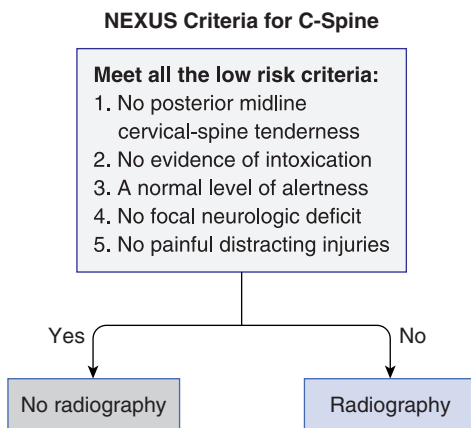 NEXUS Criteria for C-Spine
Meet all the low risk criteria:
1. No posterior midline
cervical-spine tenderness
2. No evidence of intoxication
3. A normal level of alertness
4. No focal neurologic deficit
5. No painful distracting injuries
Yes
No
No radiography
Radiography